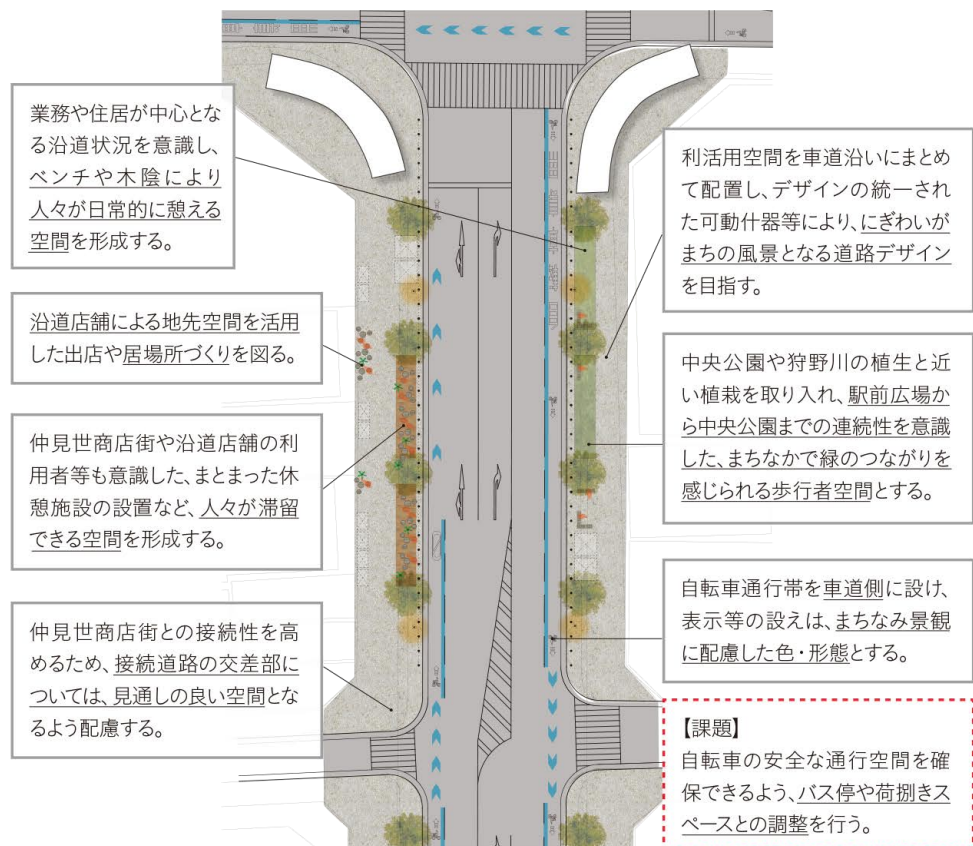 業務や住居が中心とな
る沿道状況を意識し、
ベンチや木陰により
人々が日常的に憩える
空間を形成する。
沿道店舗による地先空間を活用
した出店や居場所づくりを図る。
仲見世商店街や沿道店舗の利
用者等も意識した、まとまった休
憩施設の設置など、人々が滞留
できる空間を形成する。
仲見世商店街との接続性を高
めるため、接続道路の交差部に
ついては、見通しの良い空間とな
るよう配慮する。
利活用空間を車道沿いにまとめ
て配置し、デザインの統一され
た可動什器等により、にぎわいが
まちの風景となる道路デザイン
を目指す。
中央公園や狩野川の植生と近
い植栽を取り入れ、駅前広場か
ら中央公園までの連続性を意識
した、まちなかで緑のつながりを
感じられる歩行者空間とする。
自転車通行帯を車道側に設け、
表示等の設えは、まちなみ景観
に配慮した色・形態とする。
【課題】
自転車の安全な通行空間を確
保できるよう、バス停や荷捌きス
ペースとの調整を行う。